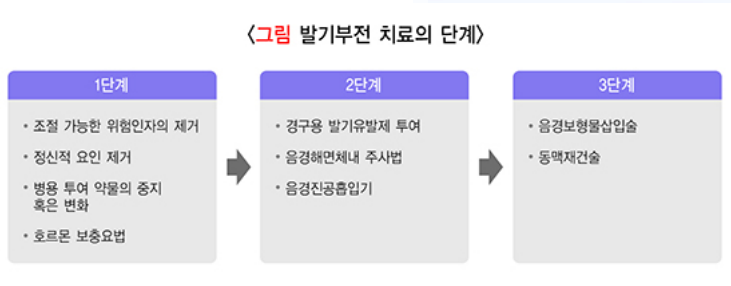 〈그림 발기부전 치료의 단계〉
1단계
• 조절 가능한 위험인자의 제거
• 정신적 요인 제거
• 병용 투여 약물의 중지
혹은 변화
• 호르몬 보충요법
2단계
• 경구용 발기유발제 투여
• 음경해면체내 주사법
• 음경진공흡입기
3단계
• 음경보형물삽입술
• 동맥재건술